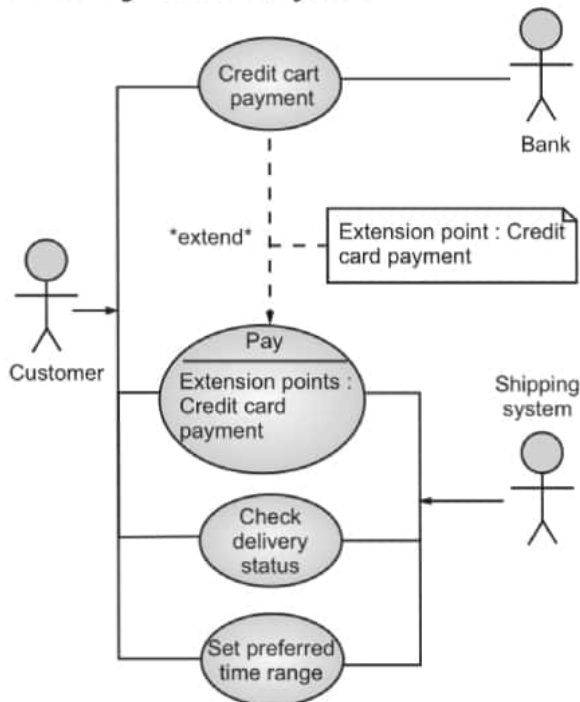 Credit cart
payment
Bank
*extend*
Extension point : Credit
card payment
Customer
Pay
Extension points :
Credit card
payment
Shipping
system
Check
delivery
status
Set preferred
time range